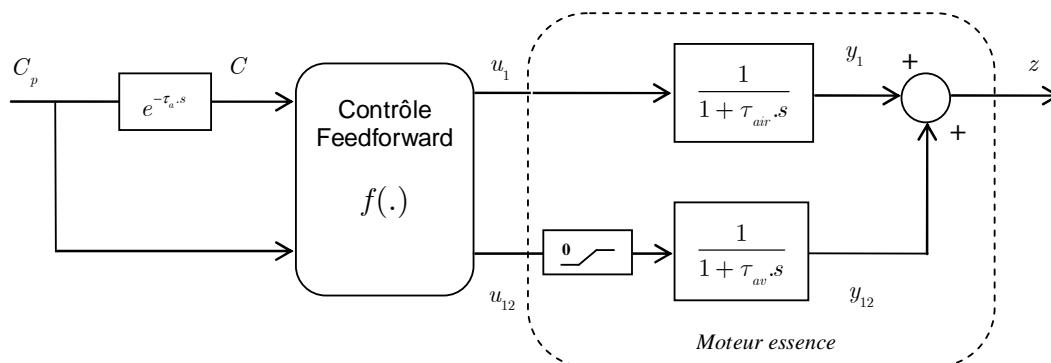 C_p
e^{-τ_a.s}
C
Contrôle
Feedforward
f(.)
u_1
u_12
0
1
1 + τ_air.s
1
1 + τ_av.s
y_1
y_12
+
+
z
Moteur essence